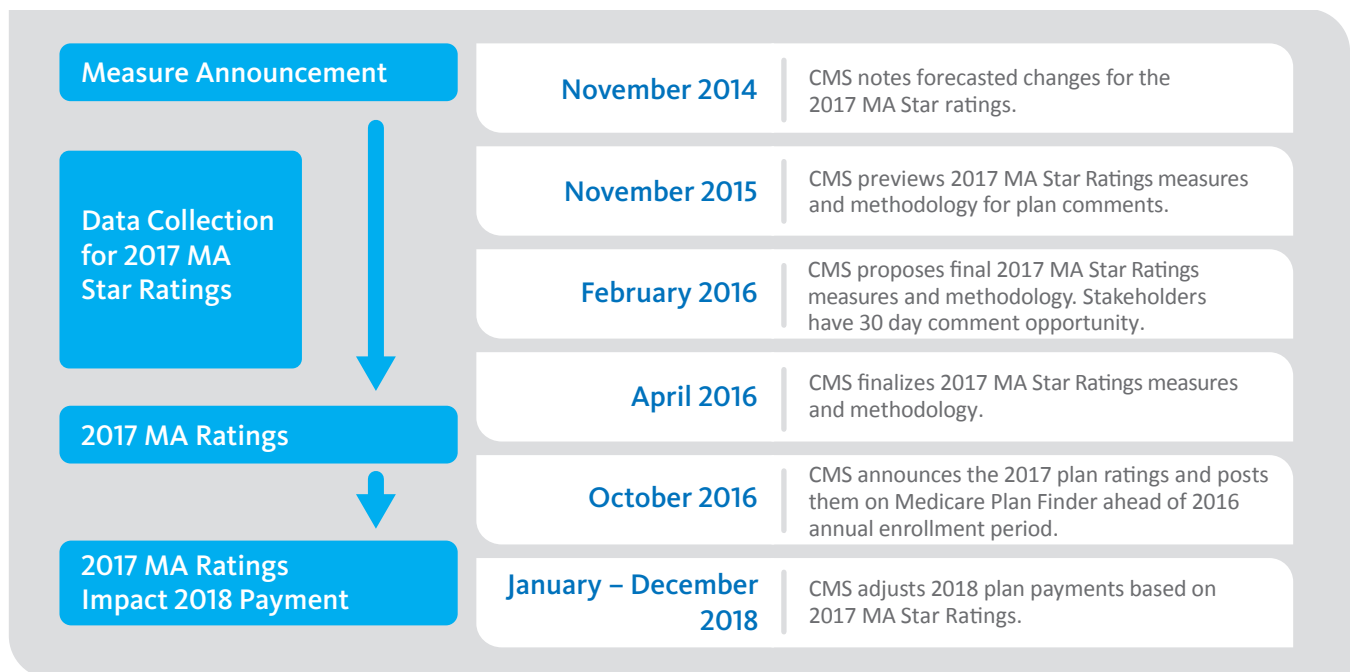 Measure Announcement
Data Collection
for 2017 MA
Star Ratings
2017 MA Ratings
2017 MA Ratings
Impact 2018 Payment
November 2014
CMS notes forecasted changes for the
2017 MA Star ratings.
November 2015
CMS previews 2017 MA Star Ratings measures
and methodology for plan comments.
February 2016
CMS proposes final 2017 MA Star Ratings
measures and methodology. Stakeholders
have 30 day comment opportunity.
April 2016
CMS finalizes 2017 MA Star Ratings measures
and methodology.
October 2016
CMS announces the 2017 plan ratings and posts
them on Medicare Plan Finder ahead of 2016
annual enrollment period.
January – December
2018
CMS adjusts 2018 plan payments based on
2017 MA Star Ratings.